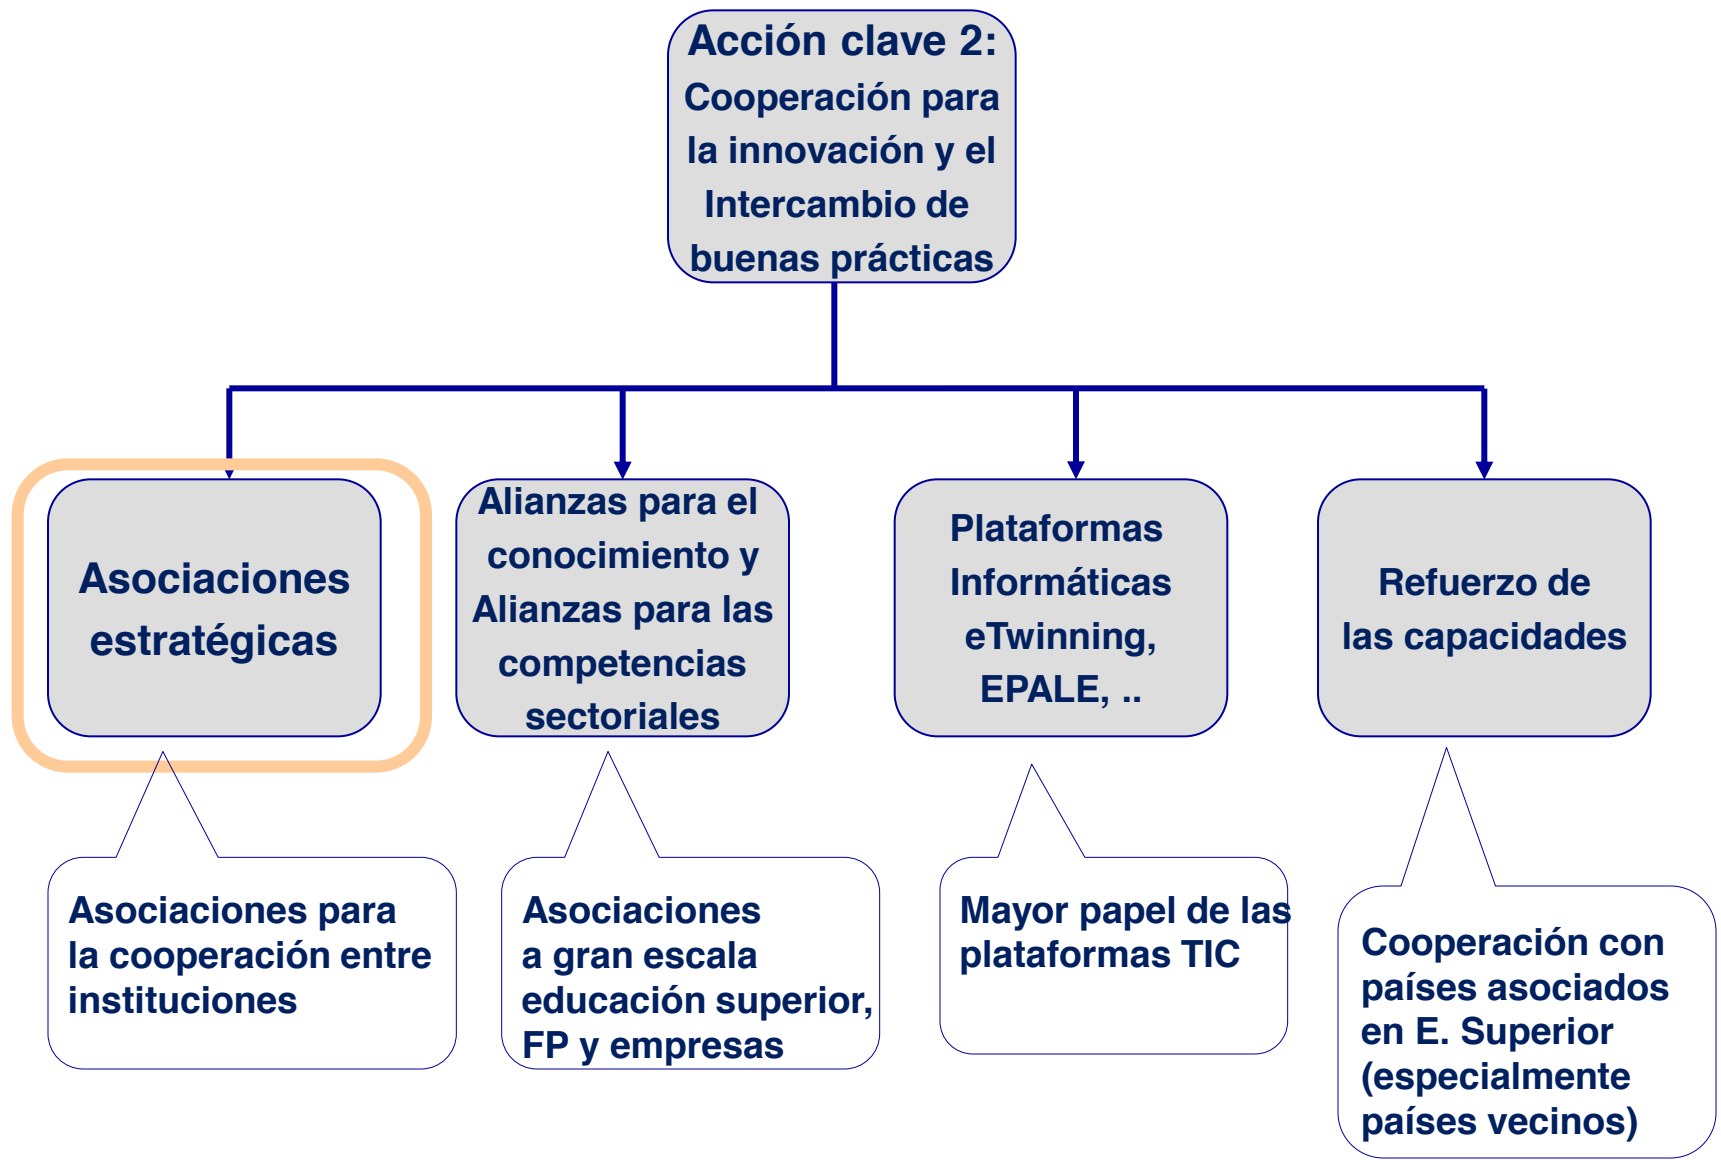 Acción clave 2:
Cooperación para
la innovación y el
Intercambio de
buenas prácticas
Asociaciones
estratégicas
Alianzas para el
conocimiento y
Alianzas para las
competencias
sectoriales
Plataformas
Informáticas
eTwinning,
EPALE, ..
Refuerzo de
las capacidades
Asociaciones para
la cooperación entre
instituciones
Asociaciones
a gran escala
educación superior,
FP y empresas
Mayor papel de las
plataformas TIC
Cooperación con
países asociados
en E. Superior
(especialmente
países vecinos)